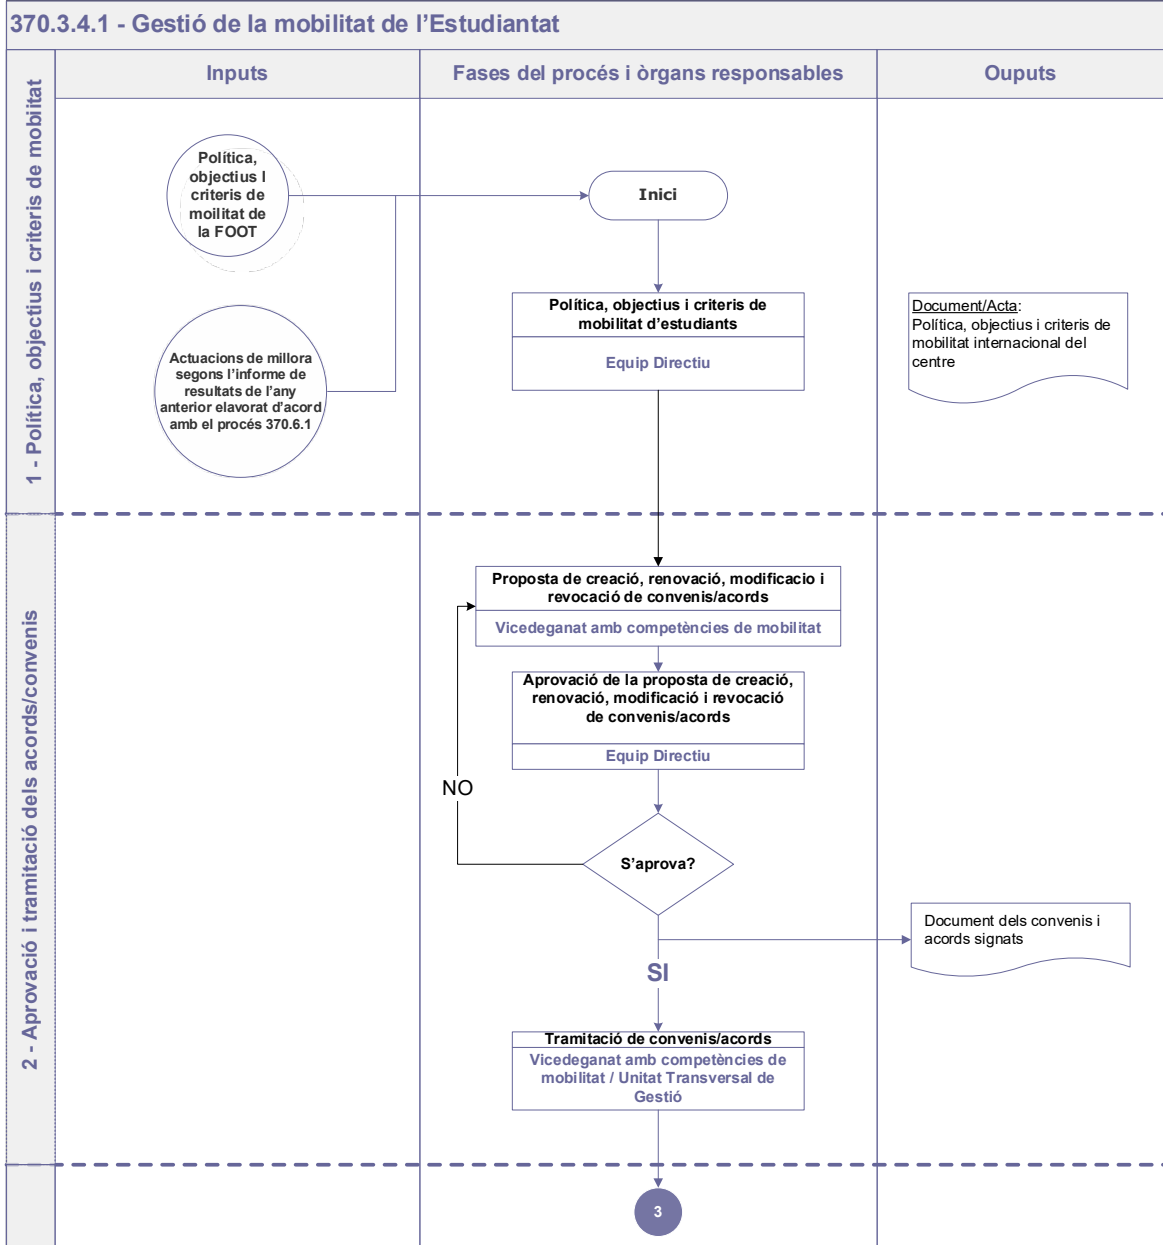 370.3.4.1 - Gestió de la mobilitat de l’Estudiantat
Inputs
Fases del procés i òrgans responsables
Ouputs
1 - Política, objectius i criteris de mobiitat
Política,
objectius I
criteris de
moilitat de
la FOOT
Inici
Política, objectius i criteris de
mobilitat d’estudiants
Equip Directiu
Document/Acta:
Política, objectius i criteris de
mobilitat internacional del
centre
Actuacions de millora
segons l’informe de
resultats de l’any
anterior elavorat d’acord
amb el procés 370.6.1
2 - Aprovació i tramitació dels acords/convenis
Proposta de creació, renovació, modificacio i
revocació de convenis/acords
Vicedeganat amb competències de mobilitat
Aprovació de la proposta de creació,
renovació, modificació i revocació
de convenis/acords
Equip Directiu
NO
S’aprova?
Document dels convenis i
acords signats
SI
Tramitació de convenis/acords
Vicedeganat amb competències de
mobilitat / Unitat Transversal de
Gestió
3